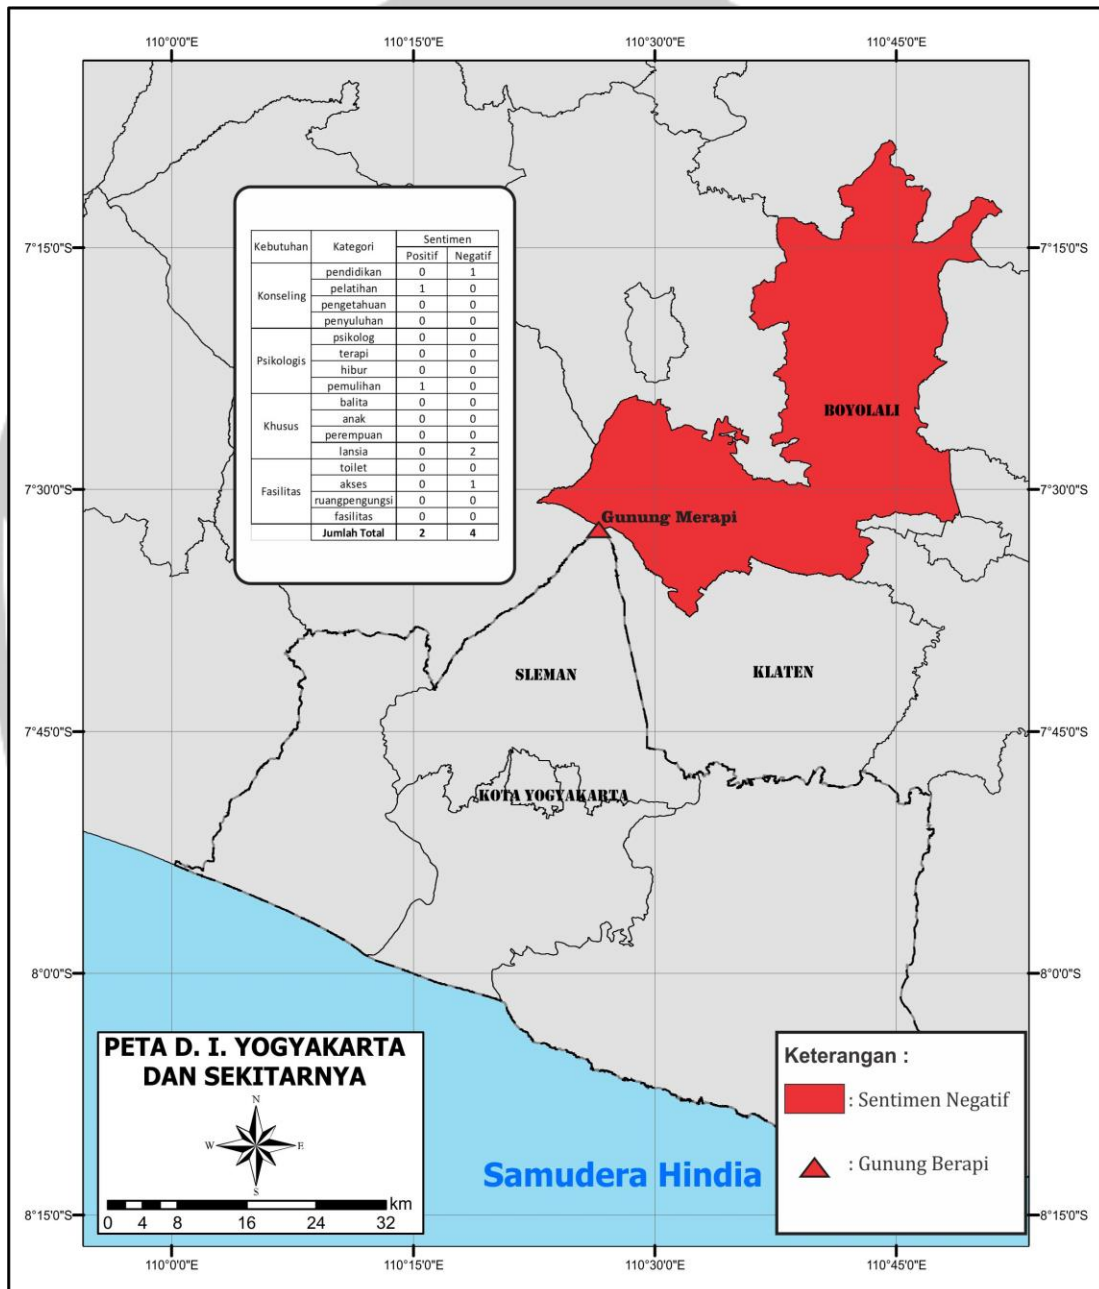 110°0'0"E 110°15'0"E 110°30'0"E 110°45'0"E
7°15'0"S 7°15'0"S
Kebutuhan Kategori Sentimen
Positif Negatif
Konseling
pendidikan 0 1
pelatihan 1 0
pengetahuan 0 0
penyuluhan 0 0
Psikologis
psikolog 0 0
terapi 0 0
hibur 0 0
pemulihan 1 0
Khusus
balita 0 0
anak 0 0
perempuan 0 0
lansia 0 2
Fasilitas
toilet 0 0
akses 0 1
ruangpengungsi 0 0
fasilitas 0 0
Jumlah Total 2 4
BOYOLALI
7°30'0"S 7°30'0"S
Gunung Merapi
SLEMAN KLATEN
7°45'0"S 7°45'0"S
KOTA YOGYAKARTA
8°0'0"S 8°0'0"S
PETA D. I. YOGYAKARTA
DAN SEKITARNYA
N
W E
S
km
0 4 8 16 24 32
Samudera Hindia
Keterangan :
: Sentimen Negatif
: Gunung Berapi
8°15'0"S 8°15'0"S
110°0'0"E 110°15'0"E 110°30'0"E 110°45'0"E